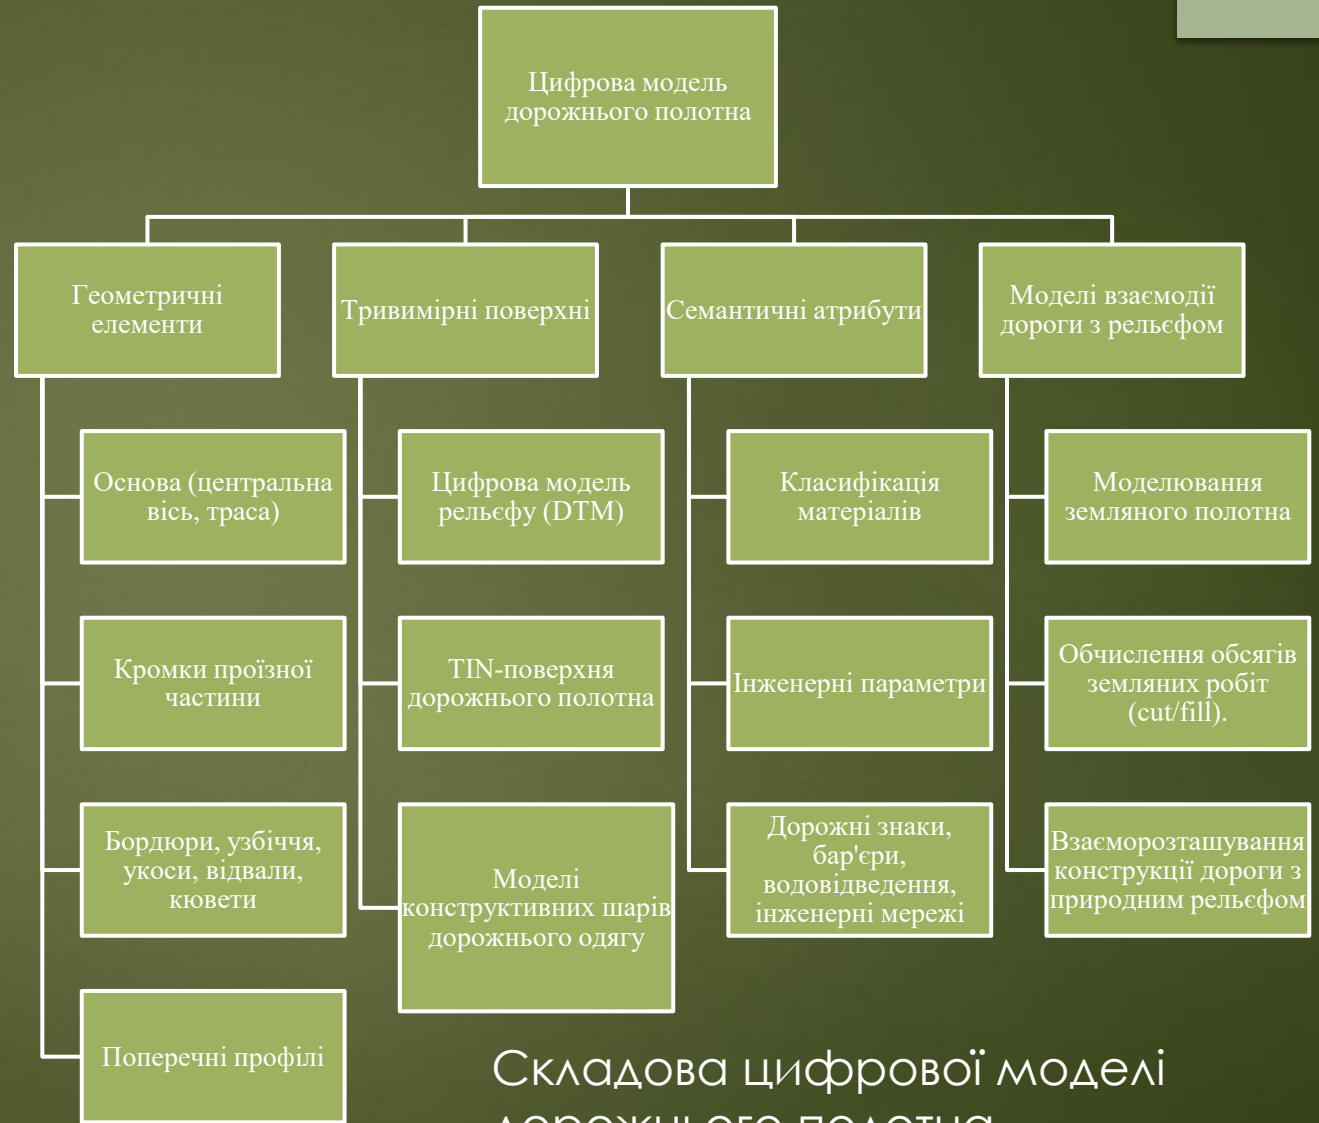 Цифрова модель
дорожнього полотна
Геометричні
елементи
Тривимірні поверхні
Семантичні атрибути
Моделі взаємодії
дороги з рельєфом
Основа (центральна
вісь, траса)
Кромки проїзної
частини
Бордюри, узбіччя,
укоси, відвали,
кювети
Поперечні профілі
Цифрова модель
рельєфу (DTM)
TIN-поверхня
дорожнього полотна
Моделі
конструктивних шарів
дорожнього одягу
Класифікація
матеріалів
Інженерні параметри
Дорожні знаки,
бар'єри,
водовідведення,
інженерні мережі
Моделювання
земляного полотна
Обчислення обсягів
земляних робіт
(cut/fill).
Взаєморозташування
конструкції дороги з
природним рельєфом
Складова цифрової моделі
дорожнього полотна